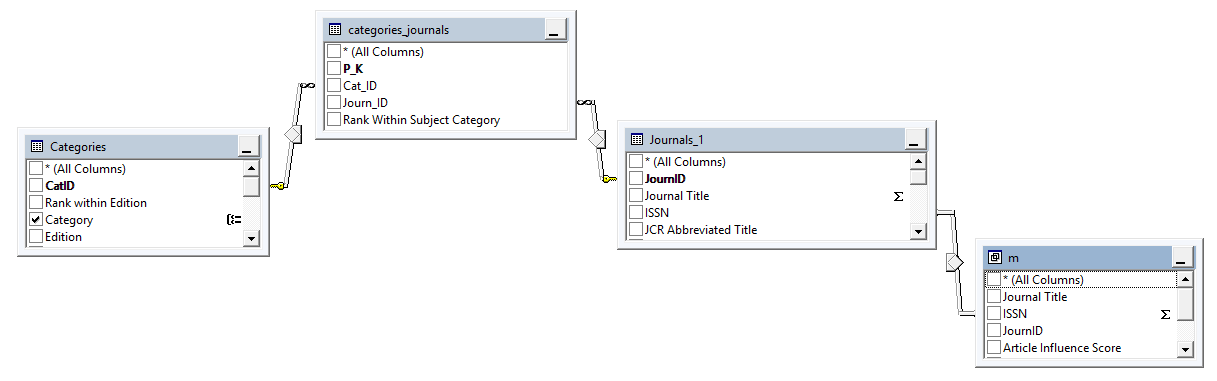 categories_journals
* (All Columns)
P_K
Cat_ID
Journ_ID
Rank Within Subject Category
Categories
* (All Columns)
CatID
Rank within Edition
Category
Edition
Journals_1
* (All Columns)
JournID
Journal Title
Σ
ISSN
JCR Abbreviated Title
m
* (All Columns)
Journal Title
ISSN
Σ
JournID
Article Influence Score